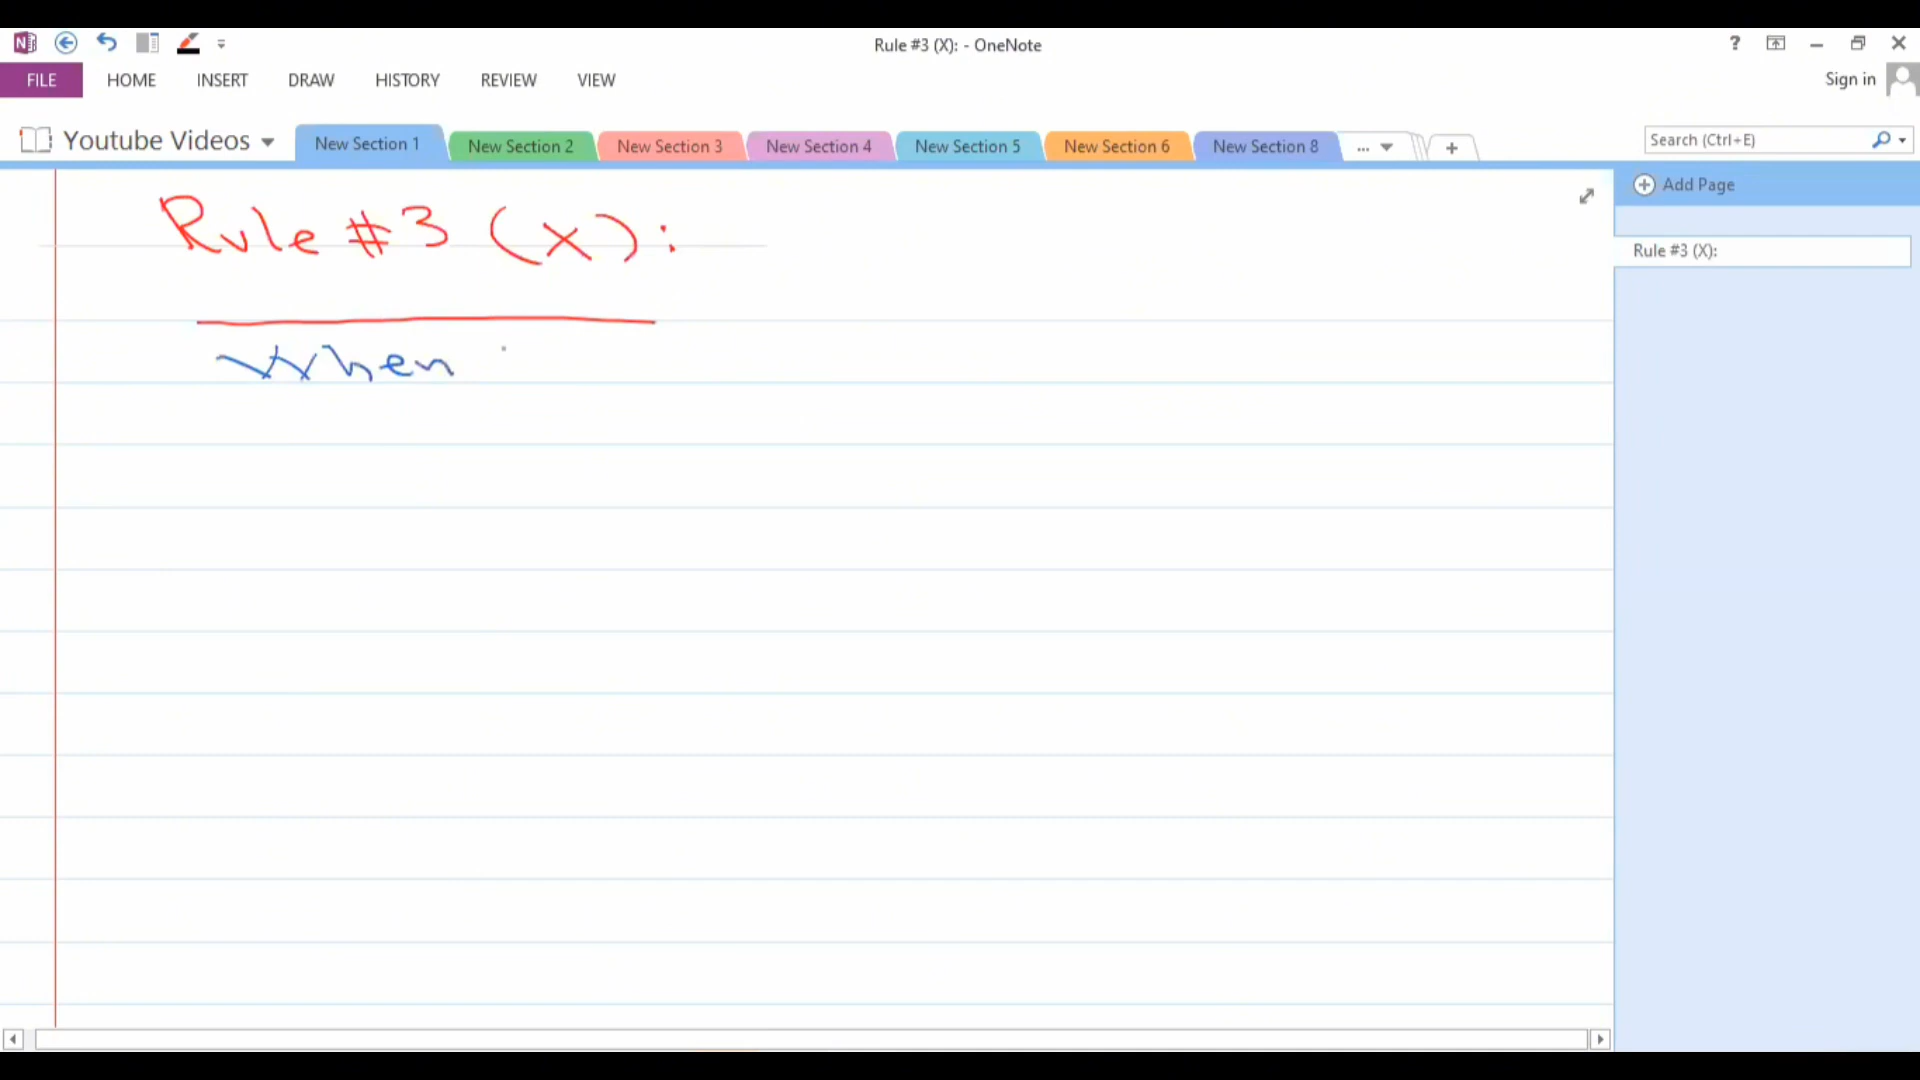 Rule #3 (X): - OneNote
?
FILE HOME INSERT DRAW HISTORY REVIEW VIEW Sign in
Youtube Videos New Section 1 New Section 2 New Section 3 New Section 4 New Section 5 New Section 6 New Section 8 ... + Search (Ctrl+E)
Add Page
Rule #3 (X):
Rule #3 (X):
When